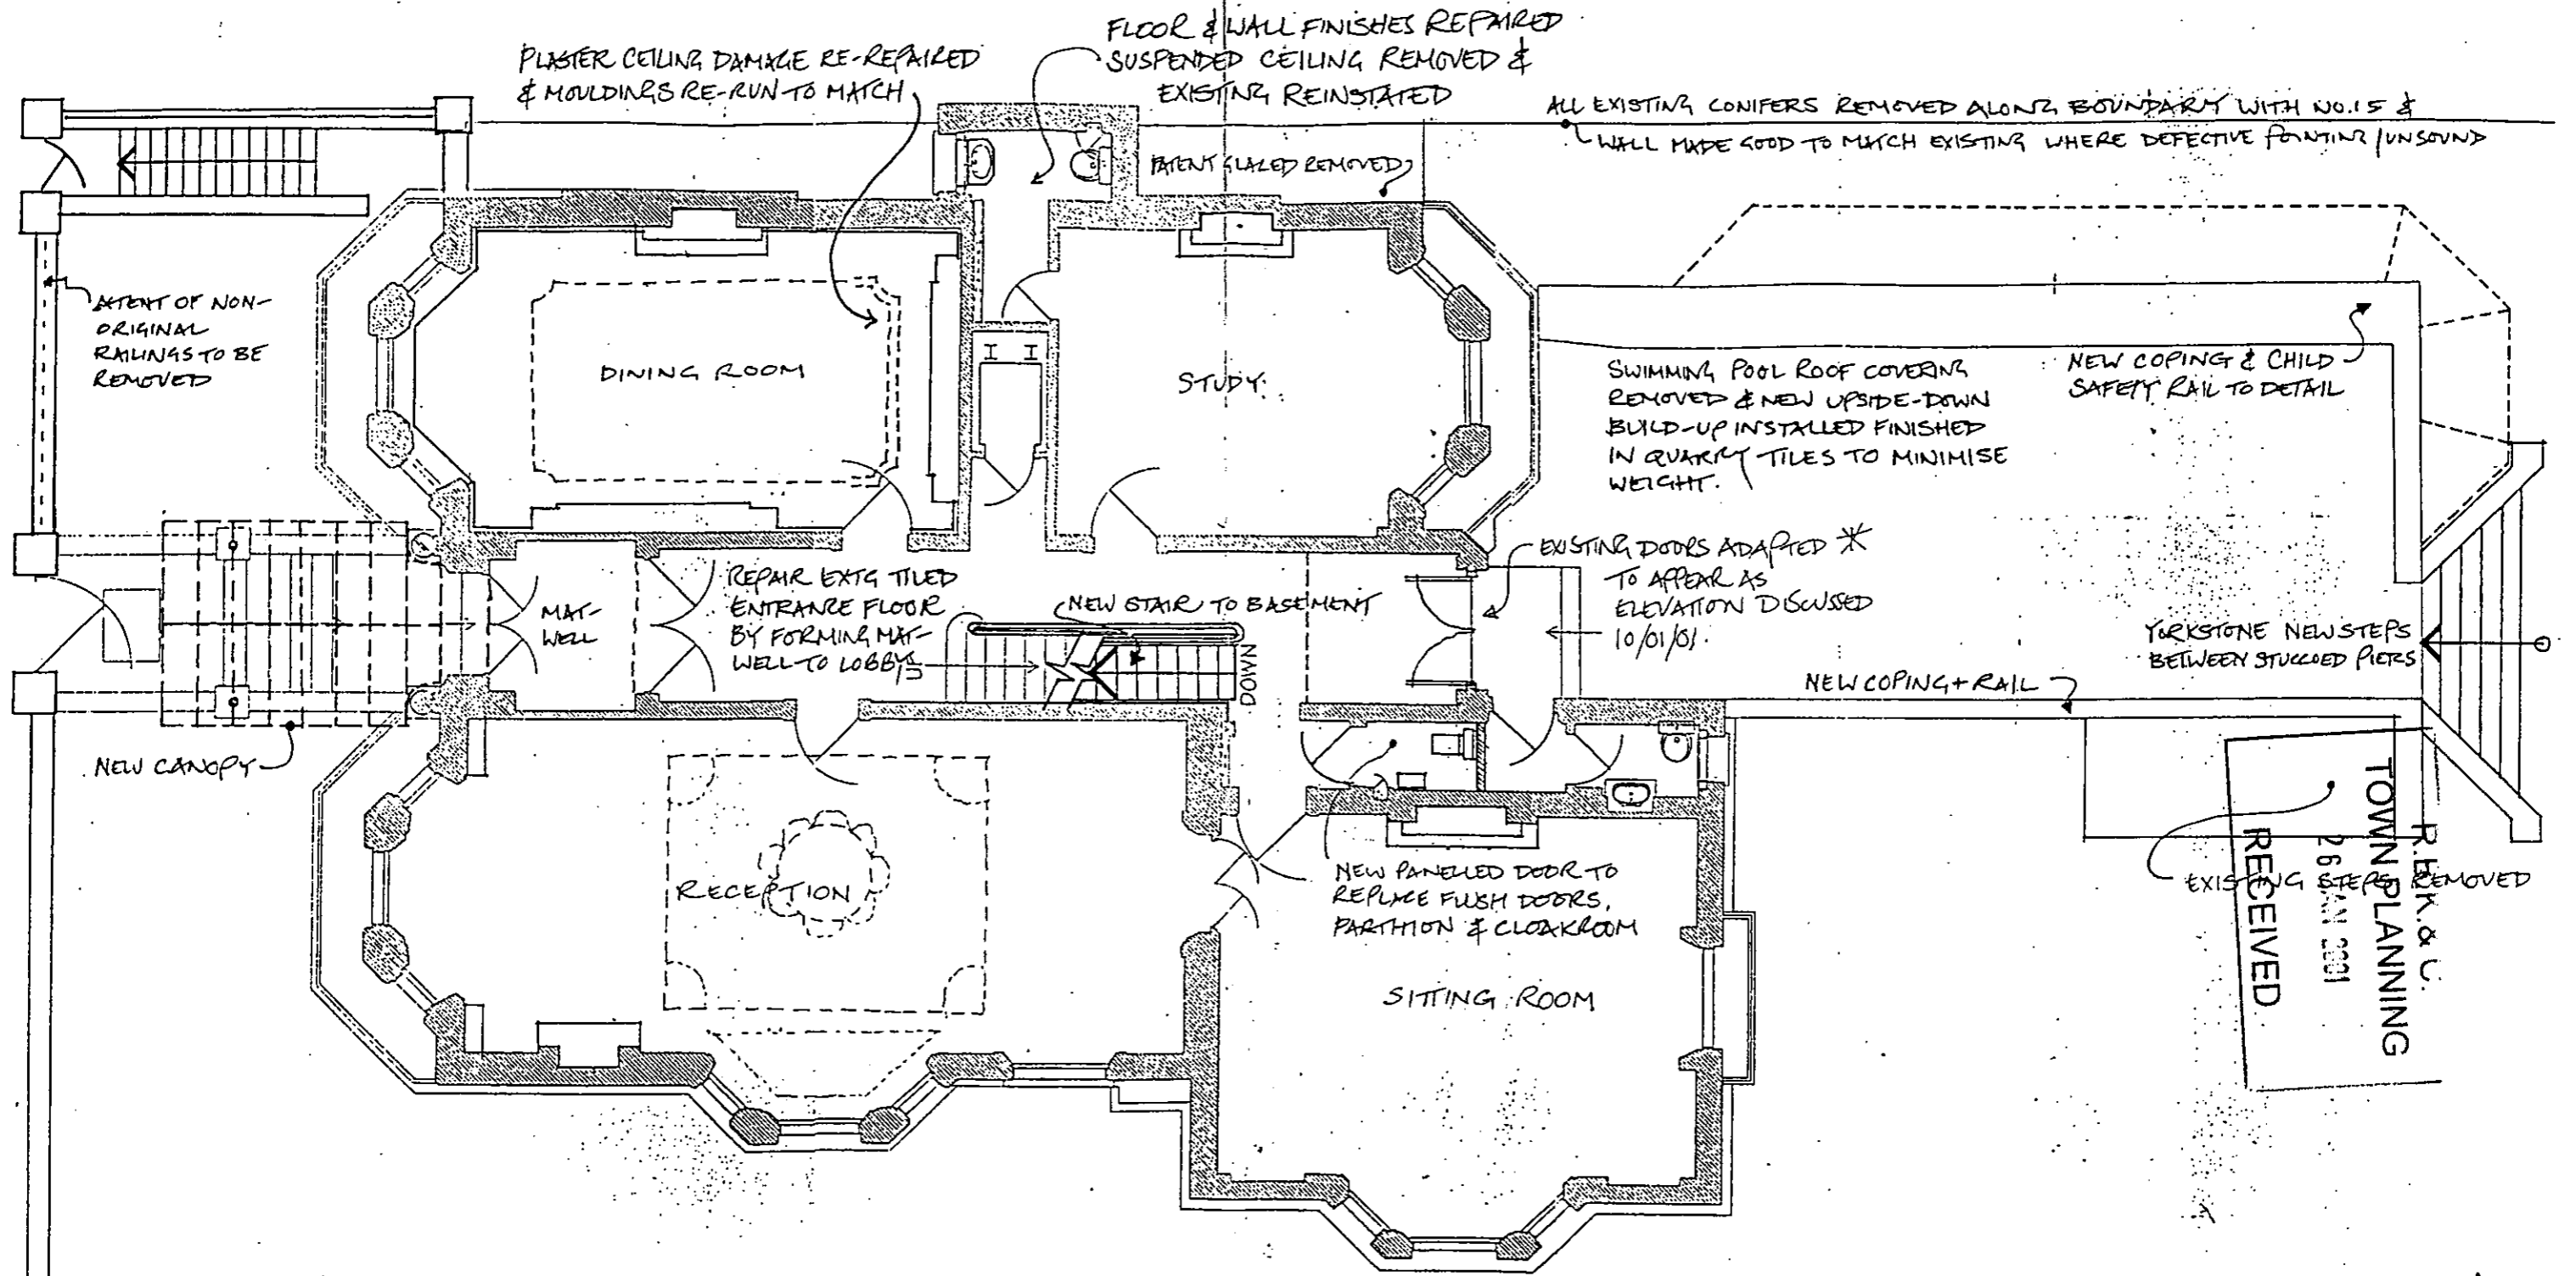 FLOOR & WALL FINISHES REPAIRED
SUSPENDED CEILING REMOVED &
EXISTING REINSTATED
PLASTER CEILING DAMAGE RE-REPAIRED
& MOULDINGS RE-RUN TO MATCH
ALL EXISTING CONIFERS REMOVED ALONG BOUNDARY WITH NO.15 &
WALL MADE GOOD TO MATCH EXISTING WHERE DEFECTIVE POINTING/UNSOUND
PATENT GLAZED REMOVED
EXTENT OF NON-
ORIGINAL
RAILINGS TO BE
REMOVED
DINING ROOM
STUDY
SWIMMING POOL ROOF COVERING
REMOVED & NEW UPSIDE-DOWN
BUILD-UP INSTALLED FINISHED
IN QUARRY TILES TO MINIMISE
WEIGHT.
NEW COPING & CHILD
SAFETY RAIL TO DETAIL
MAT-
WELL
REPAIR EXTG TILED
ENTRANCE FLOOR
BY FORMING MAT-
WELL TO LOBBY
UP
NEW STAIR TO BASEMENT
DOWN
EXISTING DOORS ADAPTED *
TO APPEAR AS
ELEVATION DISCUSSED
10/01/01.
YORKSTONE NEW STEPS
BETWEEN STUCCOED PIERS
NEW COPING + RAIL
NEW CANOPY
RECEPTION
NEW PANELLED DOOR TO
REPLACE FLUSH DOORS,
PARTITION & CLOAKROOM
SITTING ROOM
EXISTING STEPS REMOVED
R.B.K. & C.
TOWN PLANNING
26 JAN 2001
RECEIVED